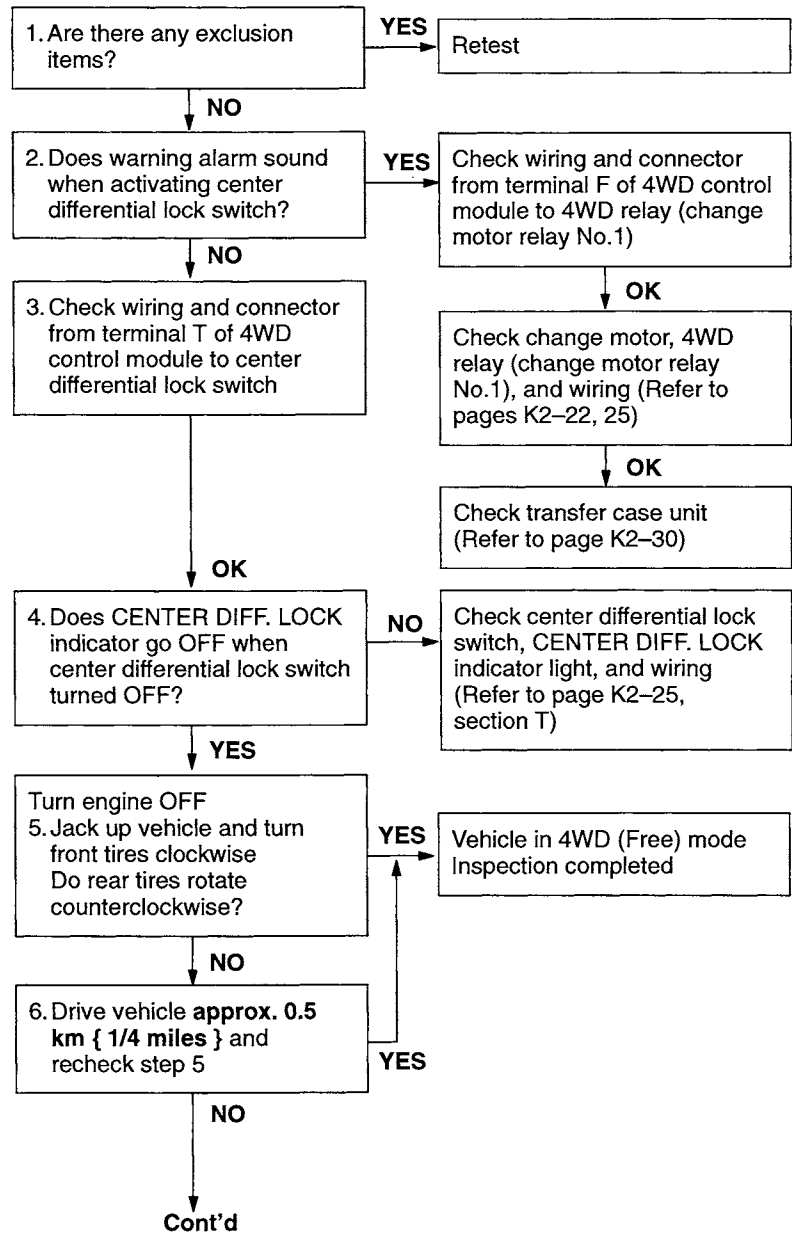 1. Are there any exclusion
items?
YES
Retest
NO
2. Does warning alarm sound
when activating center
differential lock switch?
YES
Check wiring and connector
from terminal F of 4WD control
module to 4WD relay (change
motor relay No.1)
NO
OK
3. Check wiring and connector
from terminal T of 4WD
control module to center
differential lock switch
Check change motor, 4WD
relay (change motor relay
No.1), and wiring (Refer to
pages K2–22, 25)
OK
Check transfer case unit
(Refer to page K2–30)
OK
4. Does CENTER DIFF. LOCK
indicator go OFF when
center differential lock switch
turned OFF?
NO
Check center differential lock
switch, CENTER DIFF. LOCK
indicator light, and wiring
(Refer to page K2–25,
section T)
YES
Turn engine OFF
5. Jack up vehicle and turn
front tires clockwise
Do rear tires rotate
counterclockwise?
YES
Vehicle in 4WD (Free) mode
Inspection completed
NO
6. Drive vehicle approx. 0.5
km { 1/4 miles } and
recheck step 5
YES
NO
Cont'd